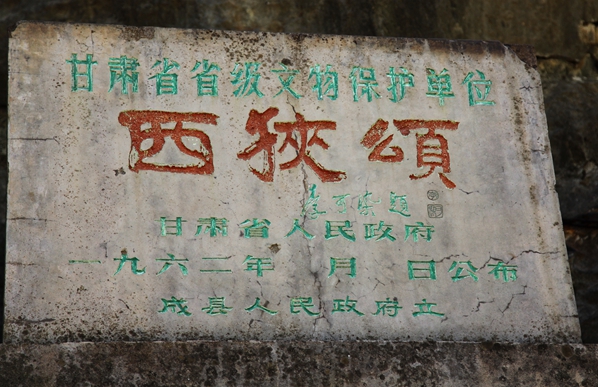 甘肃省省级文物保护单位
西狭頌
甘肃省人民政府
一九六二年 月 日公布
成县人民政府立